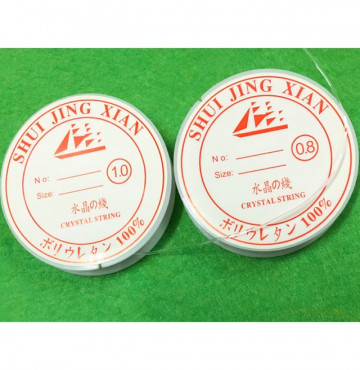 SHUI JING XIAN
No:
Size:
1.0
水晶の線
CRYSTAL STRING
ポリウレタン 100%
SHUI JING XIAN
No:
Size:
0.8
水晶の線
CRYSTAL STRING
ポリウレタン 100%